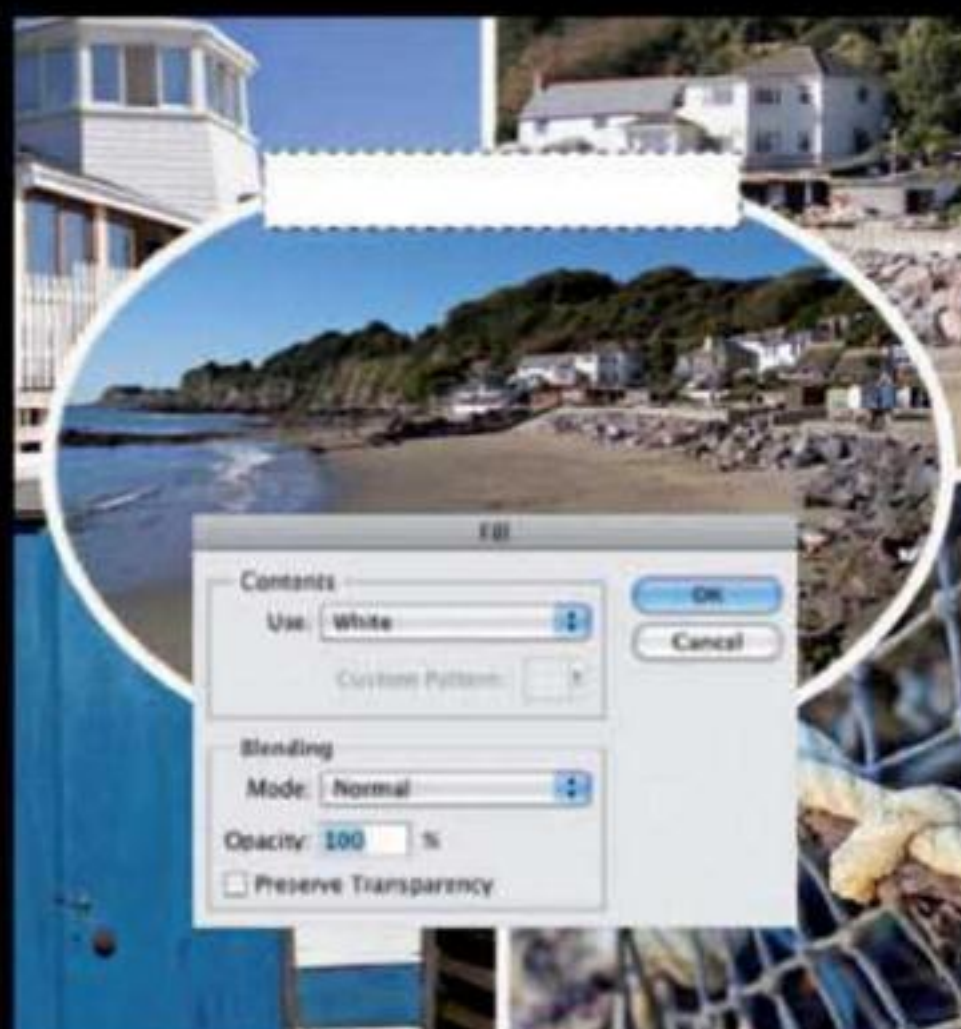 Fill
Contents
Use: White
OK
Cancel
Custom Pattern:
Blending
Mode: Normal
Opacity: 100 %
Preserve Transparency